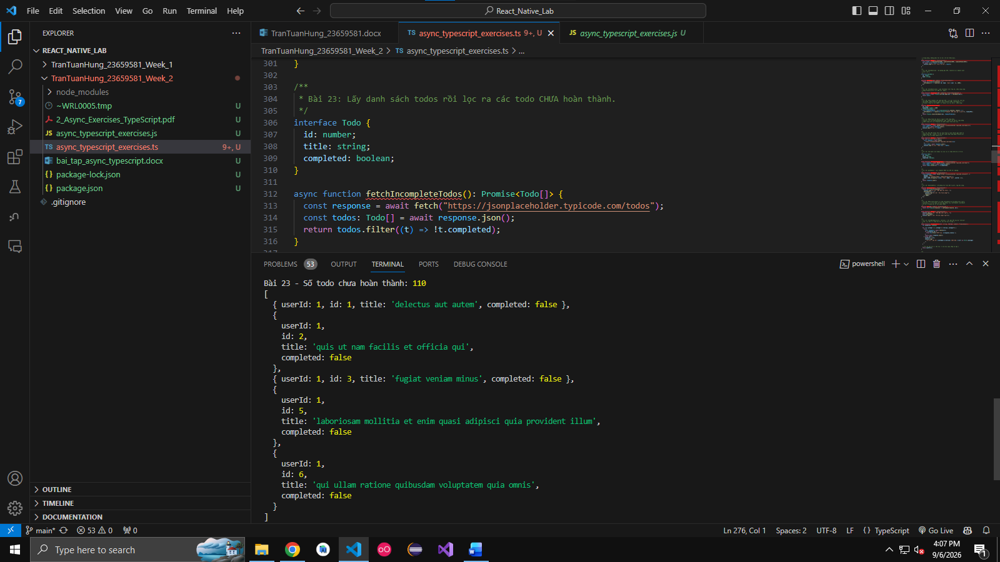 File Edit Selection View Go Run Terminal Help
React_Native_Lab
EXPLORER
REACT_NATIVE_LAB
TranTuanHung_23659581_Week_1
TranTuanHung_23659581_Week_2
node_modules
~WRL0005.tmp U
2_Async_Exercises_TypeScript.pdf U
JS async_typescript_exercises.js U
TS async_typescript_exercises.ts 9+, U
bai_tap_async_typescript.docx U
{} package-lock.json U
{} package.json U
.gitignore
OUTLINE
TIMELINE
DOCUMENTATION
7
TranTuanHung_23659581.docx
TS async_typescript_exercises.ts 9+, U
JS async_typescript_exercises.js U
TranTuanHung_23659581_Week_2 > TS async_typescript_exercises.ts > ...
301 }
302
303 /**
304 * Bài 23: Lấy danh sách todos rồi lọc ra các todo CHƯA hoàn thành.
305 */
306 interface Todo {
307 id: number;
308 title: string;
309 completed: boolean;
310 }
311
312 async function fetchIncompleteTodos(): Promise<Todo[]> {
313 const response = await fetch("https://jsonplaceholder.typicode.com/todos");
314 const todos: Todo[] = await response.json();
315 return todos.filter((t) => !t.completed);
316 }
PROBLEMS 53 OUTPUT TERMINAL PORTS DEBUG CONSOLE
powershell
Bài 23 - Số todo chưa hoàn thành: 110
[
{ userId: 1, id: 1, title: 'delectus aut autem', completed: false },
{
userId: 1,
id: 2,
title: 'quis ut nam facilis et officia qui',
completed: false
},
{ userId: 1, id: 3, title: 'fugiat veniam minus', completed: false },
{
userId: 1,
id: 5,
title: 'laboriosam mollitia et enim quasi adipisci quia provident illum',
completed: false
},
{
userId: 1,
id: 6,
title: 'qui ullam ratione quibusdam voluptatem quia omnis',
completed: false
}
]
main* 53 0 0
Ln 276, Col 1 Spaces: 2 UTF-8 LF {} TypeScript Go Live
Type here to search
4:07 PM
9/6/2026
1